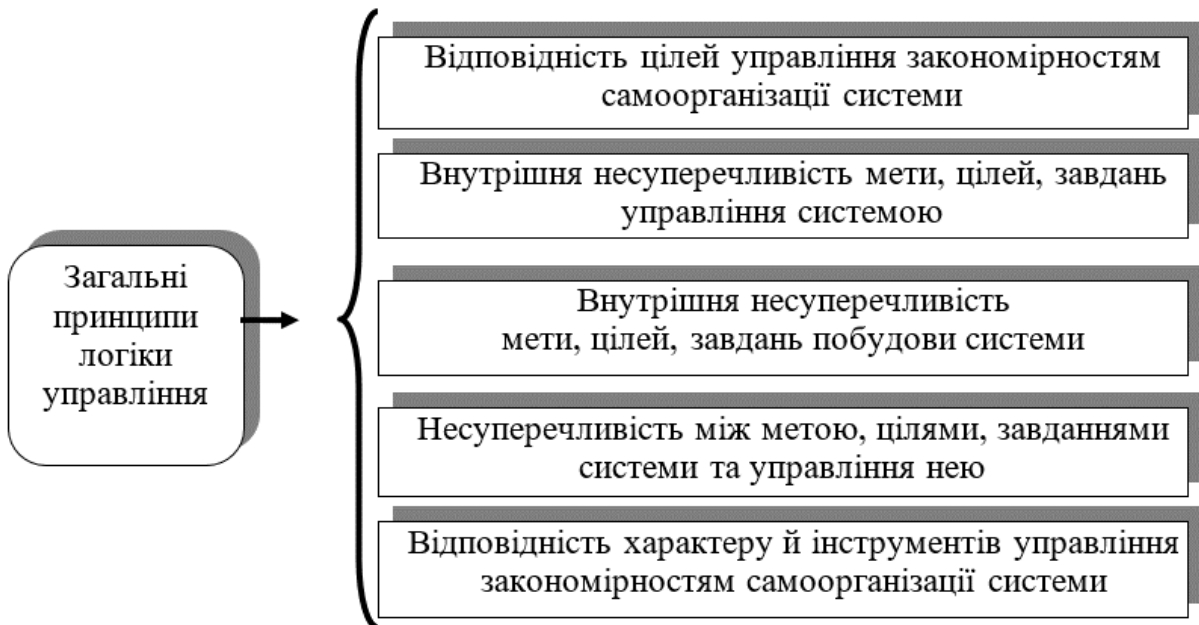 Загальні
принципи
логіки
управління
Відповідність цілей управління закономірностям
самоорганізації системи
Внутрішня несуперечливість мети, цілей, завдань
управління системою
Внутрішня несуперечливість
мети, цілей, завдань побудови системи
Несуперечливість між метою, цілями, завданнями
системи та управління нею
Відповідність характеру й інструментів управління
закономірностям самоорганізації системи